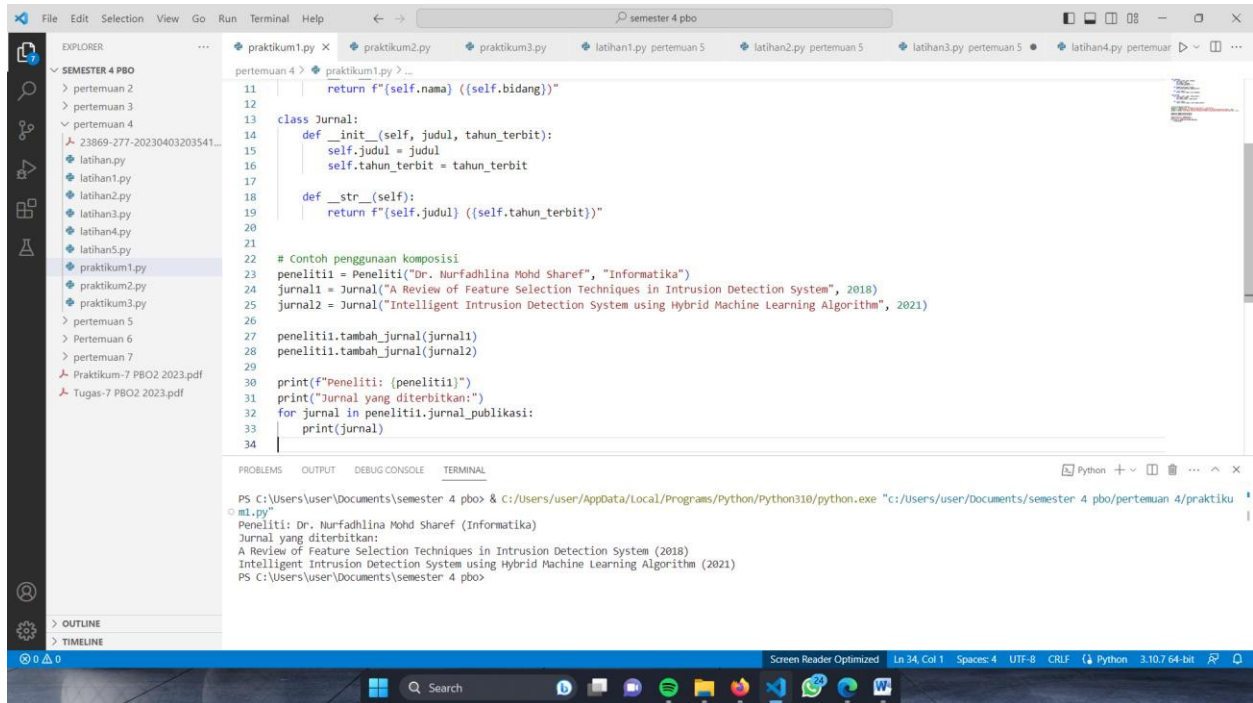 File Edit Selection View Go Run Terminal Help
semester 4 pbo
EXPLORER
praktikum1.py
praktikum2.py
praktikum3.py
latihan1.py pertemuan 5
latihan2.py pertemuan 5
latihan3.py pertemuan 5
latihan4.py pertemuar
SEMESTER 4 PBO
pertemuan 2
pertemuan 3
pertemuan 4
23869-277-20230403203541...
latihan.py
latihan1.py
latihan2.py
latihan3.py
latihan4.py
latihan5.py
praktikum1.py
praktikum2.py
praktikum3.py
pertemuan 5
Pertemuan 6
pertemuan 7
Praktikum-7 PBO2 2023.pdf
Tugas-7 PBO2 2023.pdf
OUTLINE
TIMELINE
pertemuan 4 > praktikum1.py > ...
11 return f"{self.nama} ({self.bidang})"
12
13 class Jurnal:
14 def __init__(self, judul, tahun_terbit):
15 self.judul = judul
16 self.tahun_terbit = tahun_terbit
17
18 def __str__(self):
19 return f"{self.judul} ({self.tahun_terbit})"
20
21
22 # Contoh penggunaan komposisi
23 peneliti1 = Peneliti("Dr. Nurfadhlina Mohd Sharef", "Informatika")
24 jurnal1 = Jurnal("A Review of Feature Selection Techniques in Intrusion Detection System", 2018)
25 jurnal2 = Jurnal("Intelligent Intrusion Detection System using Hybrid Machine Learning Algorithm", 2021)
26
27 peneliti1.tambah_jurnal(jurnal1)
28 peneliti1.tambah_jurnal(jurnal2)
29
30 print(f"Peneliti: {peneliti1}")
31 print("Jurnal yang diterbitkan:")
32 for jurnal in peneliti1.jurnal_publikasi:
33 print(jurnal)
34
PROBLEMS OUTPUT DEBUG CONSOLE TERMINAL
Python
PS C:\Users\user\Documents\semester 4 pbo> & C:/Users/user/AppData/Local/Programs/Python/Python310/python.exe "c:/Users/user/Documents/semester 4 pbo/pertemuan 4/praktiku
m1.py"
Peneliti: Dr. Nurfadhlina Mohd Sharef (Informatika)
Jurnal yang diterbitkan:
A Review of Feature Selection Techniques in Intrusion Detection System (2018)
Intelligent Intrusion Detection System using Hybrid Machine Learning Algorithm (2021)
PS C:\Users\user\Documents\semester 4 pbo>
0 0
Screen Reader Optimized Ln 34, Col 1 Spaces: 4 UTF-8 CRLF Python 3.10.7 64-bit
Search
24